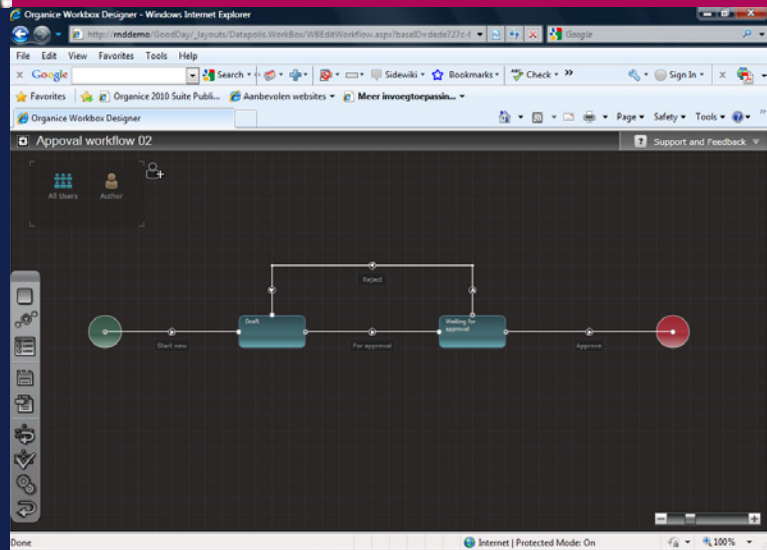 Organice Workbox Designer - Windows Internet Explorer
http://rnddemo/GoodDay/_layouts/Datapolis.WorkBox/WBEditWorkflow.aspx?baseID=dede727c-f
Google
File Edit View Favorites Tools Help
x Google Search Sidewiki Bookmarks Check » Sign In x
Favorites Organice 2010 Suite Publi... Aanbevolen websites Meer invoegtoepassin...
Organice Workbox Designer Page Safety Tools »
Appoval workflow 02 ? Support and Feedback
All Users Author
Reject
Draft Waiting for
approval
Start new For approval Approve
Done Internet | Protected Mode: On 100%